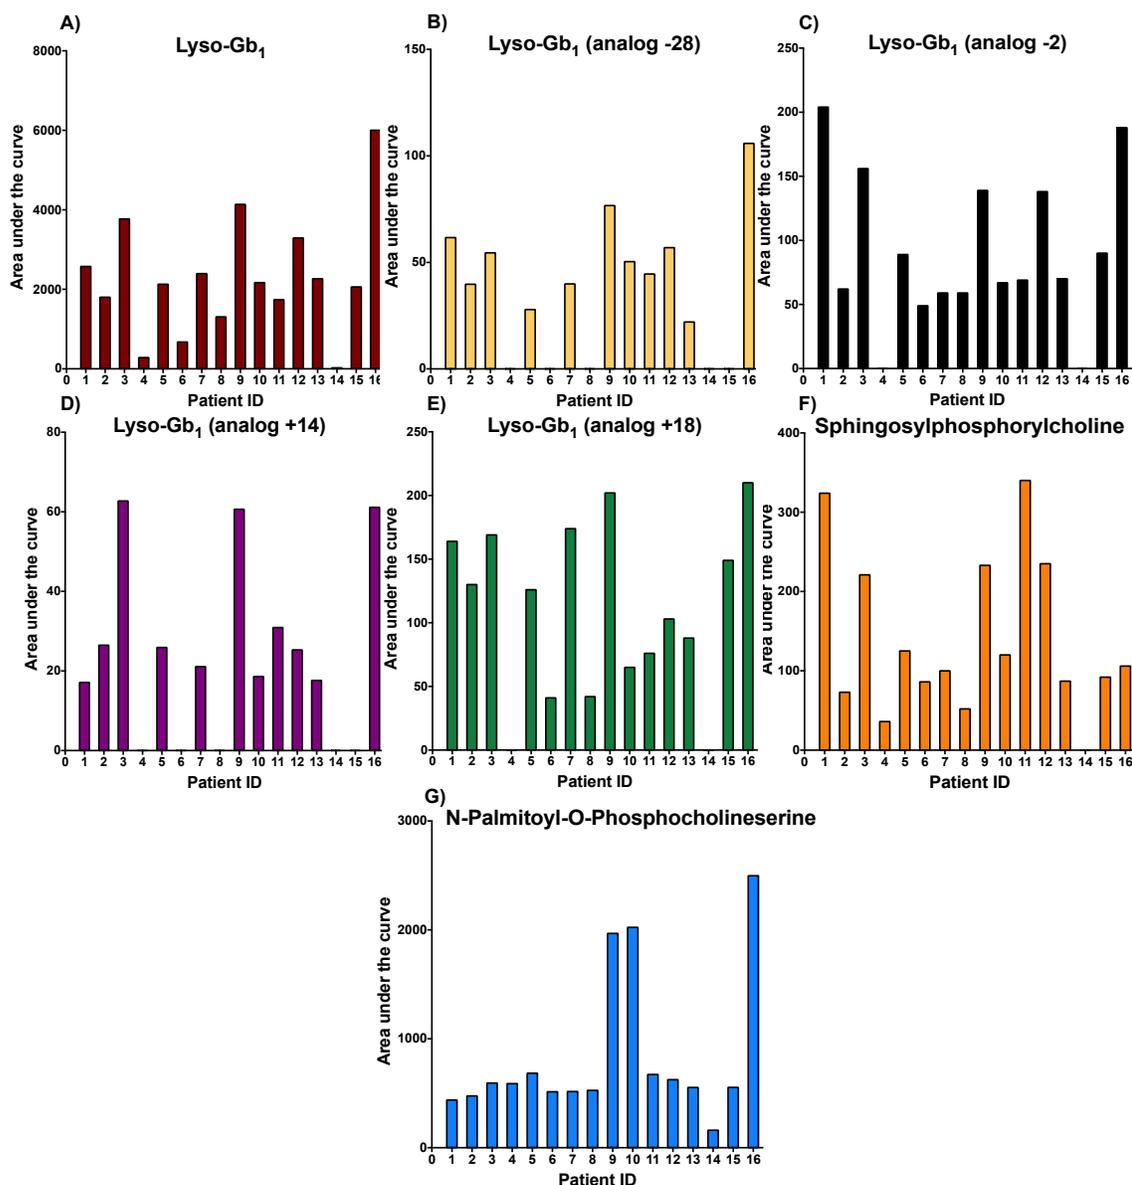 A)
Lyso-Gb1
8000
6000
4000
2000
0
Area under the curve
0 1 2 3 4 5 6 7 8 9 10 11 12 13 14 15 16
Patient ID
B)
Lyso-Gb1 (analog -28)
150
100
50
0
Area under the curve
0 1 2 3 4 5 6 7 8 9 10 11 12 13 14 15 16
Patient ID
C)
Lyso-Gb1 (analog -2)
250
200
150
100
50
0
Area under the curve
0 1 2 3 4 5 6 7 8 9 10 11 12 13 14 15 16
Patient ID
D)
Lyso-Gb1 (analog +14)
80
60
40
20
0
Area under the curve
0 1 2 3 4 5 6 7 8 9 10 11 12 13 14 15 16
Patient ID
E)
Lyso-Gb1 (analog +18)
250
200
150
100
50
0
Area under the curve
0 1 2 3 4 5 6 7 8 9 10 11 12 13 14 15 16
Patient ID
F)
Sphingosylphosphorylcholine
400
300
200
100
0
Area under the curve
0 1 2 3 4 5 6 7 8 9 10 11 12 13 14 15 16
Patient ID
G)
N-Palmitoyl-O-Phosphocholineserine
3000
2000
1000
0
Area under the curve
0 1 2 3 4 5 6 7 8 9 10 11 12 13 14 15 16
Patient ID